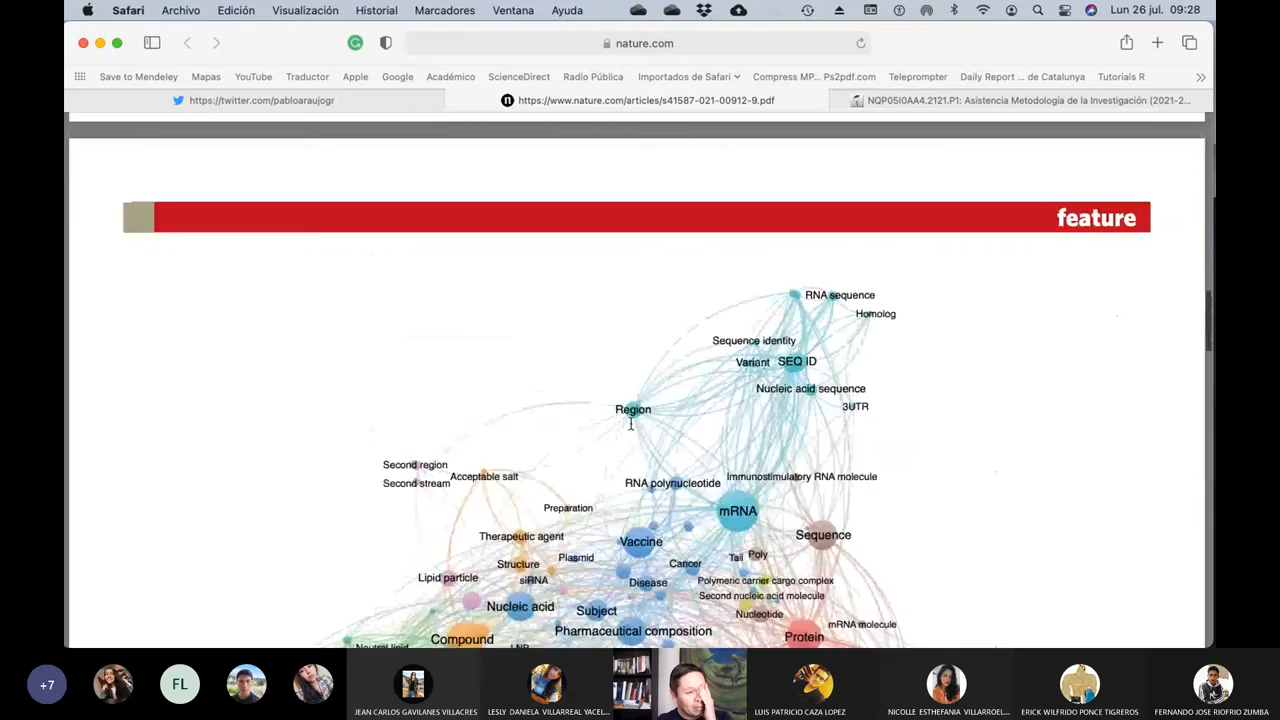 Safari Archivo Edición Visualización Historial Marcadores Ventana Ayuda Lun 26 jul. 09:28
nature.com
Save to Mendeley Mapas YouTube Traductor Apple Google Académico ScienceDirect Radio Pública Importados de Safari Compress MP... Ps2pdf.com Teleprompter Daily Report ... de Catalunya Tutorials R
https://twitter.com/pabloaraujogr n https://www.nature.com/articles/s41587-021-00912-9.pdf NQP05I0AA4.2121.P1: Asistencia Metodología de la Investigación (2021-2...
feature
RNA sequence
Homolog
Sequence identity
Variant SEQ ID
Nucleic acid sequence
3UTR
Region
Second region
Acceptable salt Immunostimulatory RNA molecule
Second stream RNA polynucleotide
Preparation mRNA
Therapeutic agent Vaccine Sequence
Structure Plasmid Cancer Tail Poly
Lipid particle siRNA Disease Polymeric carrier cargo complex
Second nucleic acid molecule
Nucleic acid Subject Nucleotide
Compound Pharmaceutical composition Protein mRNA molecule
Neutral lipid LNP
+7 FL
JEAN CARLOS GAVILANES VILLACRES LESLY DANIELA VILLARREAL YACEL... LUIS PATRICIO CAZA LOPEZ NICOLLE ESTHEFANIA VILLARROEL... ERICK WILFRIDO PONCE TIGREROS FERNANDO JOSE RIOFRIO ZUMBA